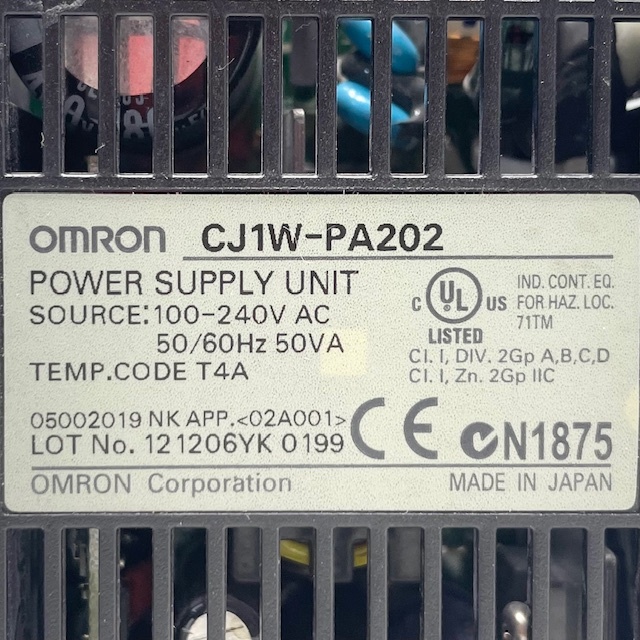 OMRON CJ1W-PA202
POWER SUPPLY UNIT
SOURCE:100-240V AC
50/60Hz 50VA
TEMP.CODE T4A
C UL US
LISTED
IND. CONT. EQ.
FOR HAZ. LOC.
71TM
Cl. I, DIV. 2Gp A,B,C,D
Cl. I, Zn. 2Gp IIC
05002019 NK APP.<02A001>
LOT No. 121206YK 0199
CE
N1875
OMRON Corporation
MADE IN JAPAN